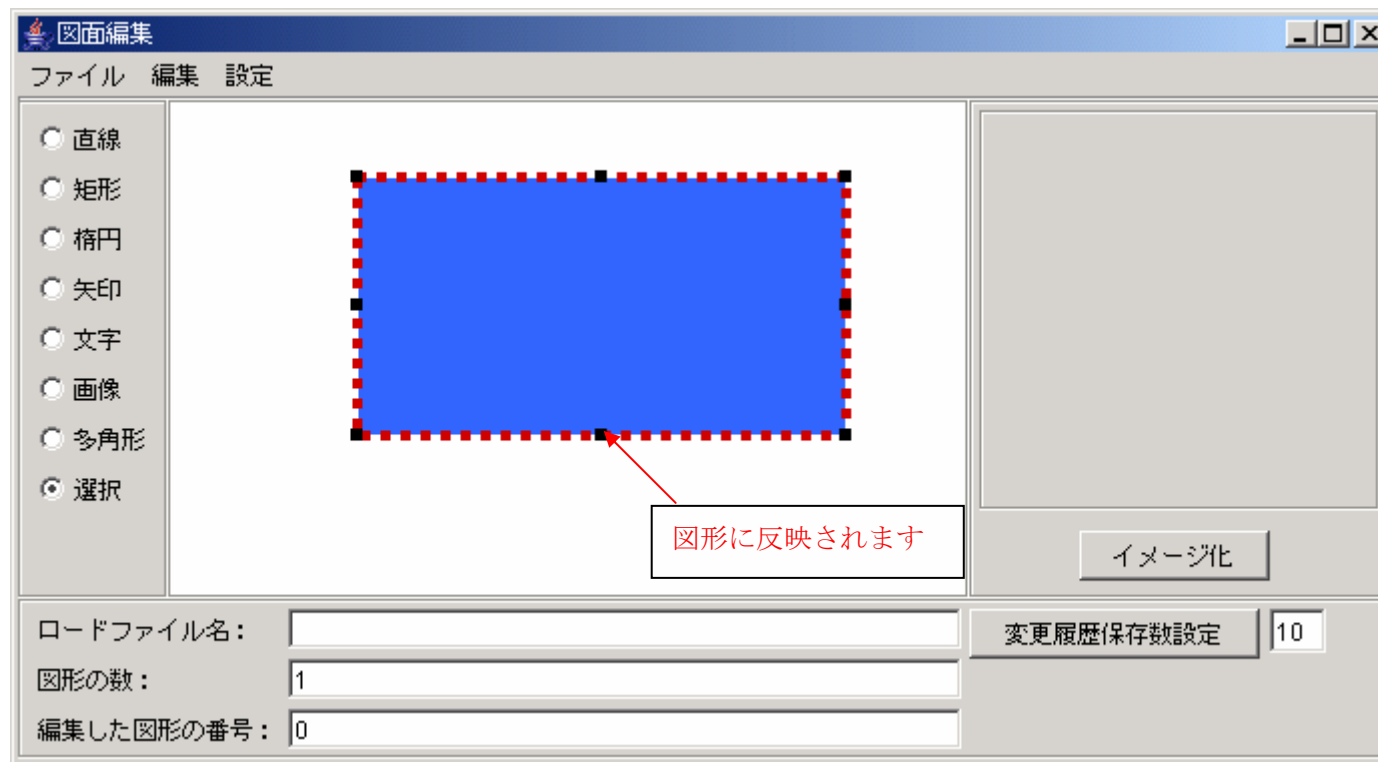 図面編集
ファイル 編集 設定
直線
矩形
楕円
矢印
文字
画像
多角形
選択
図形に反映されます
イメージ化
ロードファイル名：
変更履歴保存数設定 10
図形の数： 1
編集した図形の番号： 0